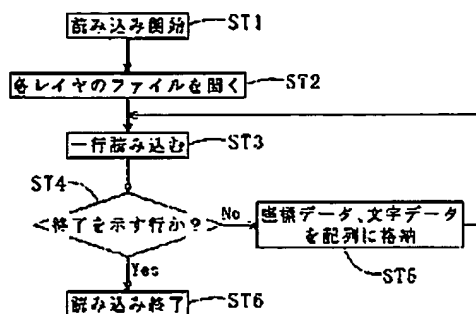 読み込み開始 ST1
各レイヤのファイルを開く ST2
一行読み込む ST3
ST4
終了を示す行か? No
座標データ、文字データ
を配列に格納
ST5
Yes
読み込み終了 ST6